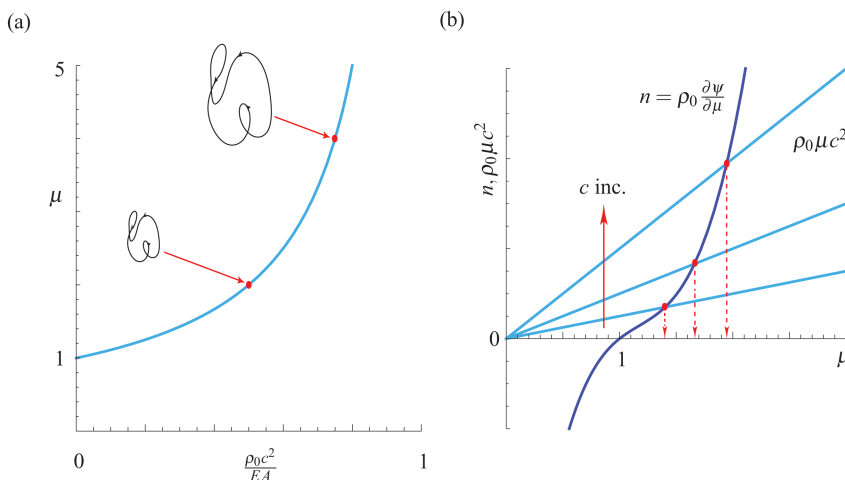 (a)
5
μ
1
0
ρ₀c²/EA
1
(b)
n = ρ₀ ∂ψ/∂μ
ρ₀μc²
n, ρ₀μc²
c inc.
0
1
μ